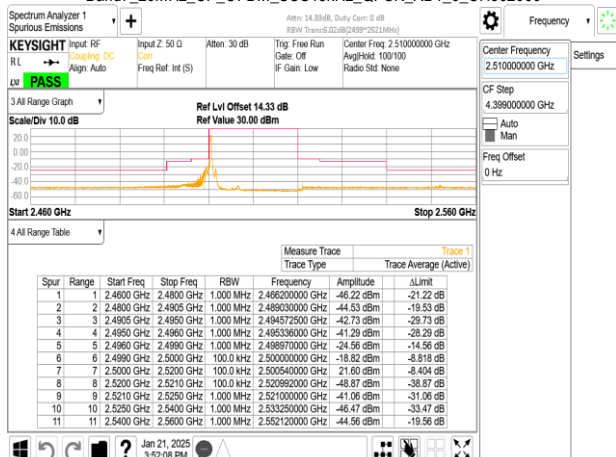 Spectrum Analyzer 1
Spurious Emissions
Attn: 14.33dB, Duty Corr: 0 dB
RBW Trans:6.02dB(2499~2521MHz)
Frequency
KEYSIGHT
Input: RF
Coupling: DC
Align: Auto
Input Z: 50 Ω
Corr
Freq Ref: Int (S)
Atten: 30 dB
Trig: Free Run
Gate: Off
IF Gain: Low
Center Freq: 2.510000000 GHz
Avg|Hold: 100/100
Radio Std: None
RL
LXI
PASS
Center Frequency
2.510000000 GHz
Settings
CF Step
4.399000000 GHz
Auto
Man
Freq Offset
0 Hz
3 All Range Graph
Scale/Div 10.0 dB
Ref Lvl Offset 14.33 dB
Ref Value 30.00 dBm
20.0
0.00
-20.0
-40.0
-60.0
Start 2.460 GHz
Stop 2.560 GHz
4 All Range Table
Measure Trace Trace 1
Trace Type Trace Average (Active)
Spur Range Start Freq Stop Freq RBW Frequency Amplitude ΔLimit
1 1 2.4600 GHz 2.4800 GHz 1.000 MHz 2.466200000 GHz -46.22 dBm -21.22 dB
2 2 2.4800 GHz 2.4905 GHz 1.000 MHz 2.489030000 GHz -44.53 dBm -19.53 dB
3 3 2.4905 GHz 2.4950 GHz 1.000 MHz 2.494572500 GHz -42.73 dBm -29.73 dB
4 4 2.4950 GHz 2.4960 GHz 1.000 MHz 2.495336000 GHz -41.29 dBm -28.29 dB
5 5 2.4960 GHz 2.4990 GHz 1.000 MHz 2.498970000 GHz -24.56 dBm -14.56 dB
6 6 2.4990 GHz 2.5000 GHz 100.0 kHz 2.500000000 GHz -18.82 dBm -8.818 dB
7 7 2.5000 GHz 2.5200 GHz 100.0 kHz 2.500540000 GHz 21.60 dBm -8.404 dB
8 8 2.5200 GHz 2.5210 GHz 100.0 kHz 2.520992000 GHz -48.87 dBm -38.87 dB
9 9 2.5210 GHz 2.5250 GHz 1.000 MHz 2.521000000 GHz -41.06 dBm -31.06 dB
10 10 2.5250 GHz 2.5400 GHz 1.000 MHz 2.533250000 GHz -46.47 dBm -33.47 dB
11 11 2.5400 GHz 2.5600 GHz 1.000 MHz 2.552120000 GHz -44.56 dBm -19.56 dB
Jan 21, 2025
3:52:08 PM